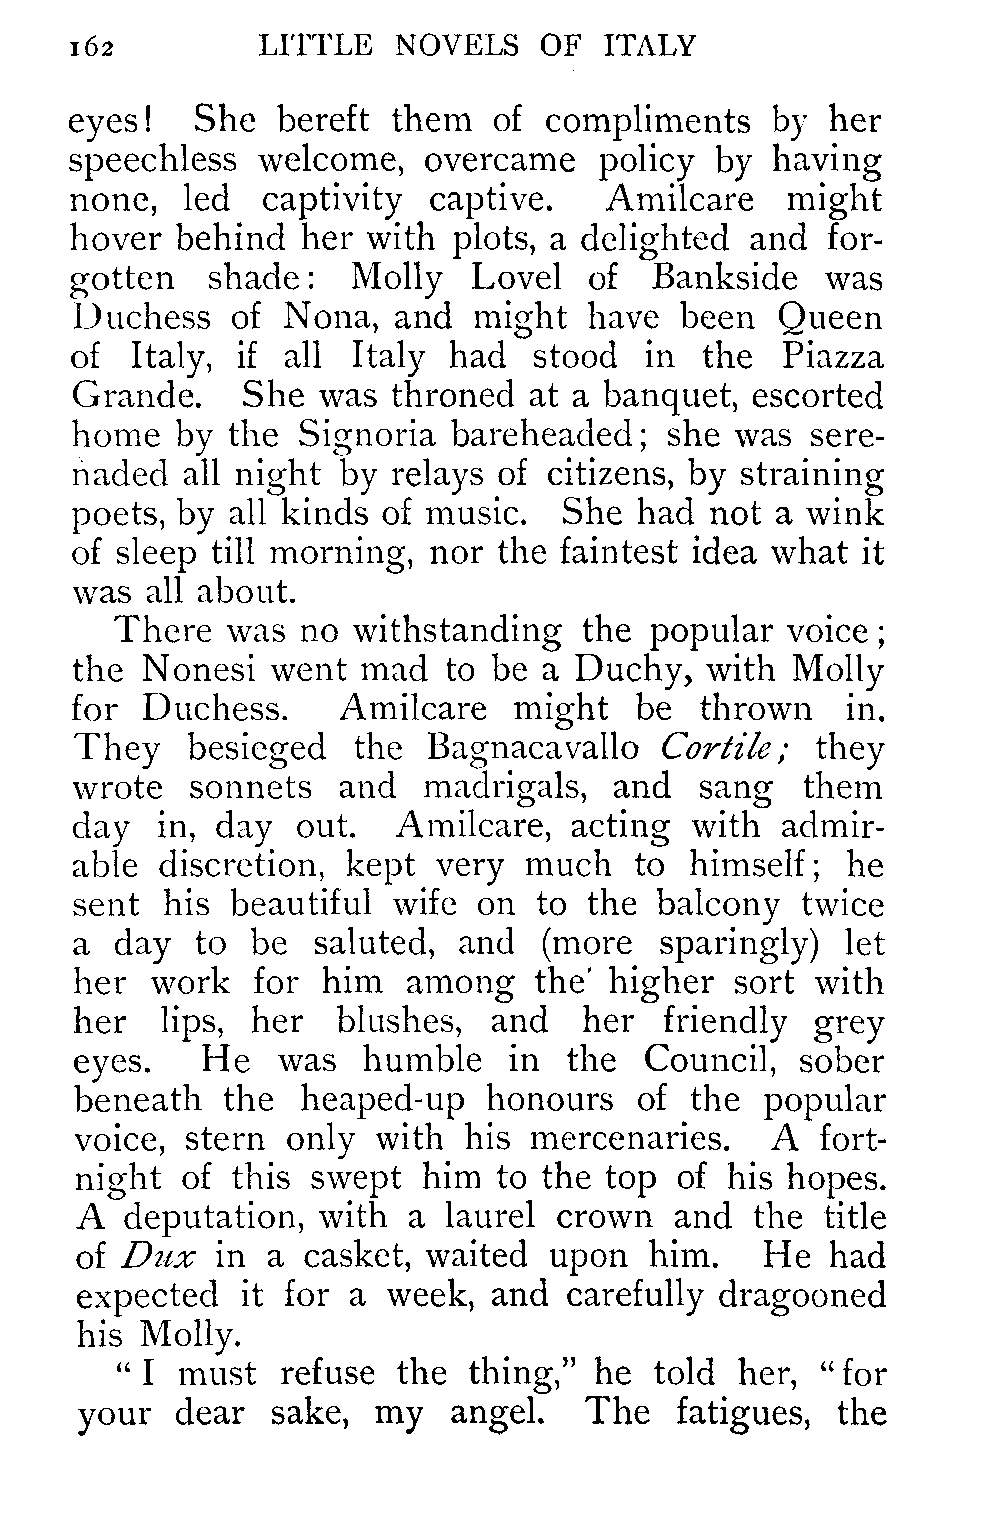 162 LITTLE NOVELS OF ITALY
eyes! She bereft them of compliments by her
speechless welcome, overcame policy by having
none, led captivity captive. Amilcare might
hover behind her with plots, a delighted and for-
gotten shade: Molly Lovel of Bankside was
Duchess of Nona, and might have been Queen
of Italy, if all Italy had stood in the Piazza
Grande. She was throned at a banquet, escorted
home by the Signoria bareheaded; she was sere-
naded all night by relays of citizens, by straining
poets, by all kinds of music. She had not a wink
of sleep till morning, nor the faintest idea what it
was all about.
There was no withstanding the popular voice;
the Nonesi went mad to be a Duchy, with Molly
for Duchess. Amilcare might be thrown in.
They besieged the Bagnacavallo Cortile; they
wrote sonnets and madrigals, and sang them
day in, day out. Amilcare, acting with admir-
able discretion, kept very much to himself; he
sent his beautiful wife on to the balcony twice
a day to be saluted, and (more sparingly) let
her work for him among the higher sort with
her lips, her blushes, and her friendly grey
eyes. He was humble in the Council, sober
beneath the heaped-up honours of the popular
voice, stern only with his mercenaries. A fort-
night of this swept him to the top of his hopes.
A deputation, with a laurel crown and the title
of Dux in a casket, waited upon him. He had
expected it for a week, and carefully dragooned
his Molly.
"I must refuse the thing," he told her, "for
your dear sake, my angel. The fatigues, the